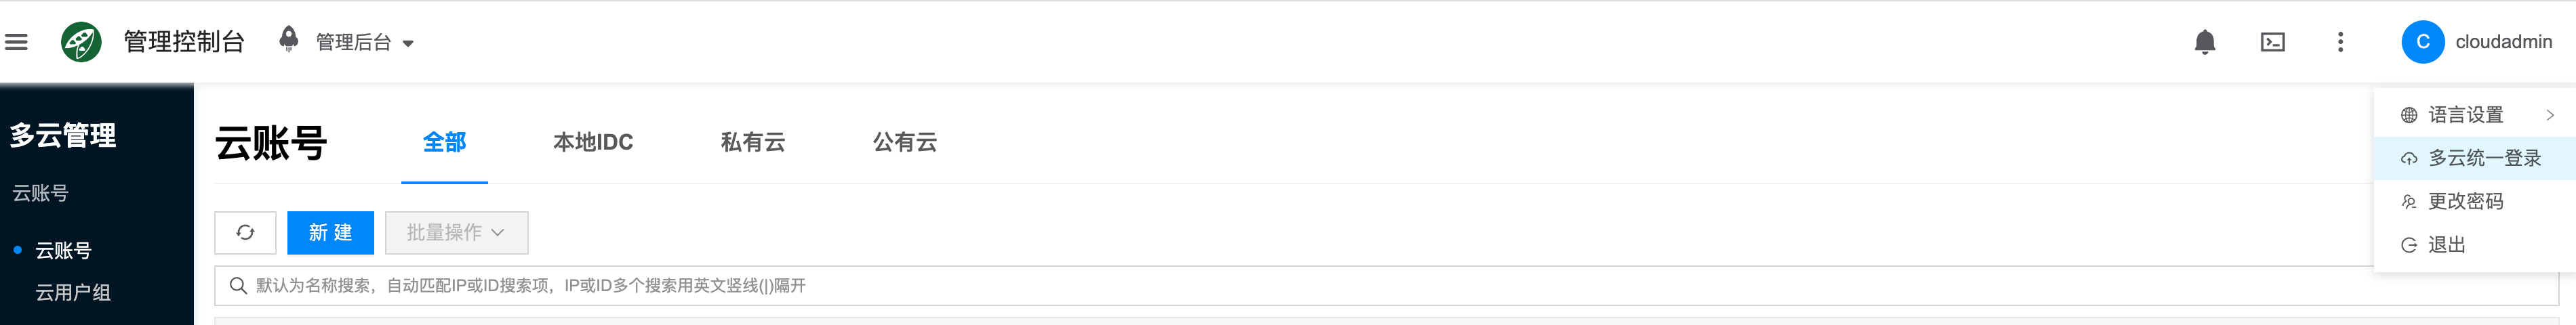 管理控制台 管理后台 C cloudadmin
多云管理
云账号
云账号
云用户组
云账号 全部 本地IDC 私有云 公有云
新建 批量操作
默认为名称搜索，自动匹配IP或ID搜索项，IP或ID多个搜索用英文竖线(|)隔开
语言设置
多云统一登录
更改密码
退出